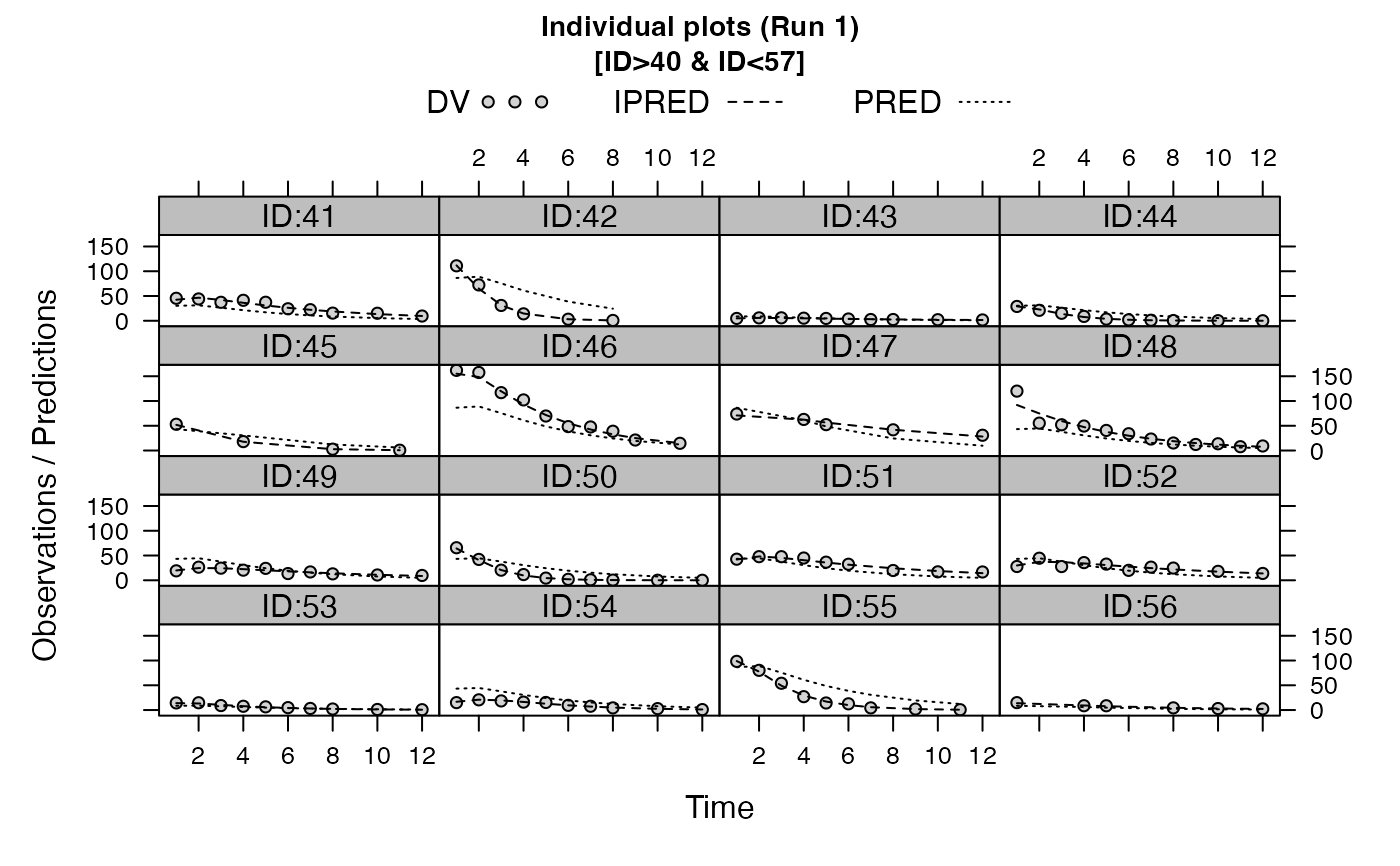 Individual plots (Run 1)
[ID>40 & ID<57]
DV IPRED PRED
2 4 6 8 10 12 2 4 6 8 10 12
ID:41 ID:42 ID:43 ID:44
150
100
50
0
ID:45 ID:46 ID:47 ID:48
150
100
50
0
ID:49 ID:50 ID:51 ID:52
150
100
50
0
ID:53 ID:54 ID:55 ID:56
150
100
50
0
2 4 6 8 10 12 2 4 6 8 10 12
Time
Observations / Predictions